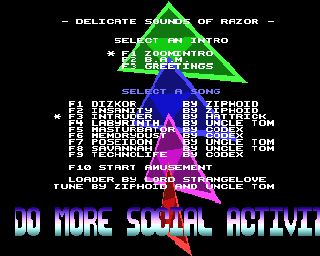 - DELICATE SOUNDS OF RAZOR -
SELECT AN INTRO
* F1 ZOOMINTRO
F2 B.A.M.
F3 GREETINGS
SELECT A SONG
F1 DIZKOR BY ZIPHOID
F2 INSANITY BY ZIPHOID
* F3 INTRUDER BY HATTRICK
F4 LABYRINTH BY UNCLE TOM
F5 MASTURBATOR BY CODEX
F6 MEMORYDUST BY CODEX
F7 POSEIDON BY UNCLE TOM
F8 SAVANNAH BY UNCLE TOM
F9 TECHNOLIFE BY CODEX
F10 START AMUSEMENT
LOADER BY LORD STRANGELOVE
TUNE BY ZIPHOID AND UNCLE TOM
DO MORE SOCIAL ACTIVIT